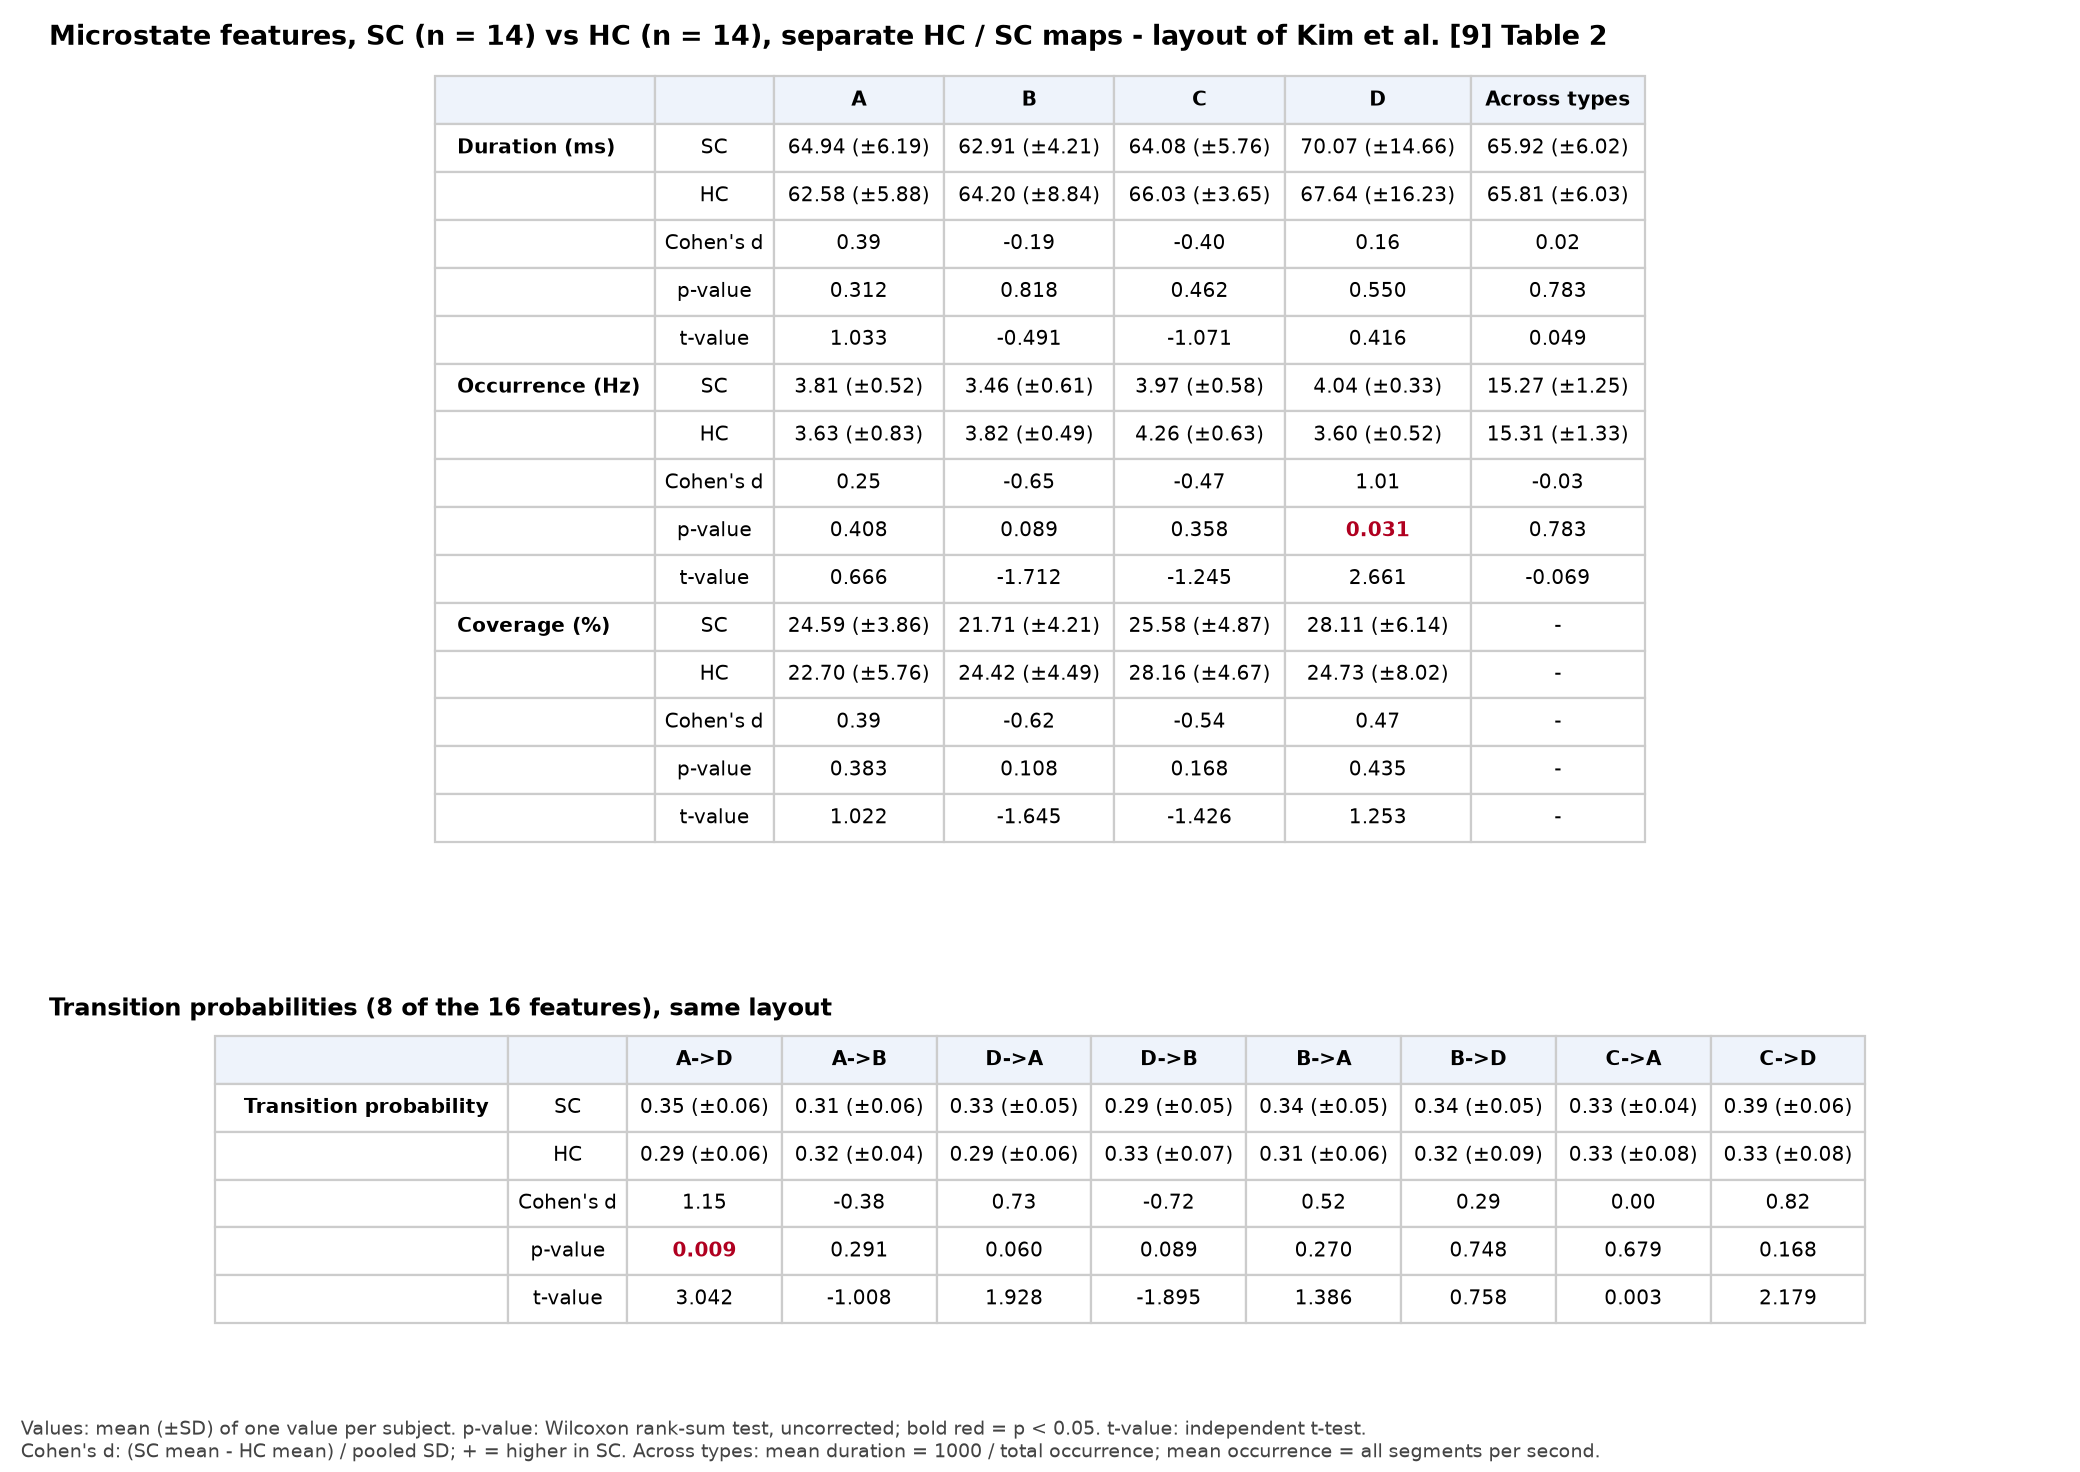 Microstate features, SC (n = 14) vs HC (n = 14), separate HC / SC maps - layout of Kim et al. [9] Table 2
A B C D Across types
Duration (ms) SC 64.94 (±6.19) 62.91 (±4.21) 64.08 (±5.76) 70.07 (±14.66) 65.92 (±6.02)
HC 62.58 (±5.88) 64.20 (±8.84) 66.03 (±3.65) 67.64 (±16.23) 65.81 (±6.03)
Cohen's d 0.39 -0.19 -0.40 0.16 0.02
p-value 0.312 0.818 0.462 0.550 0.783
t-value 1.033 -0.491 -1.071 0.416 0.049
Occurrence (Hz) SC 3.81 (±0.52) 3.46 (±0.61) 3.97 (±0.58) 4.04 (±0.33) 15.27 (±1.25)
HC 3.63 (±0.83) 3.82 (±0.49) 4.26 (±0.63) 3.60 (±0.52) 15.31 (±1.33)
Cohen's d 0.25 -0.65 -0.47 1.01 -0.03
p-value 0.408 0.089 0.358 0.031 0.783
t-value 0.666 -1.712 -1.245 2.661 -0.069
Coverage (%) SC 24.59 (±3.86) 21.71 (±4.21) 25.58 (±4.87) 28.11 (±6.14) -
HC 22.70 (±5.76) 24.42 (±4.49) 28.16 (±4.67) 24.73 (±8.02) -
Cohen's d 0.39 -0.62 -0.54 0.47 -
p-value 0.383 0.108 0.168 0.435 -
t-value 1.022 -1.645 -1.426 1.253 -
Transition probabilities (8 of the 16 features), same layout
A->D A->B D->A D->B B->A B->D C->A C->D
Transition probability SC 0.35 (±0.06) 0.31 (±0.06) 0.33 (±0.05) 0.29 (±0.05) 0.34 (±0.05) 0.34 (±0.05) 0.33 (±0.04) 0.39 (±0.06)
HC 0.29 (±0.06) 0.32 (±0.04) 0.29 (±0.06) 0.33 (±0.07) 0.31 (±0.06) 0.32 (±0.09) 0.33 (±0.08) 0.33 (±0.08)
Cohen's d 1.15 -0.38 0.73 -0.72 0.52 0.29 0.00 0.82
p-value 0.009 0.291 0.060 0.089 0.270 0.748 0.679 0.168
t-value 3.042 -1.008 1.928 -1.895 1.386 0.758 0.003 2.179
Values: mean (±SD) of one value per subject. p-value: Wilcoxon rank-sum test, uncorrected; bold red = p < 0.05. t-value: independent t-test.
Cohen's d: (SC mean - HC mean) / pooled SD; + = higher in SC. Across types: mean duration = 1000 / total occurrence; mean occurrence = all segments per second.